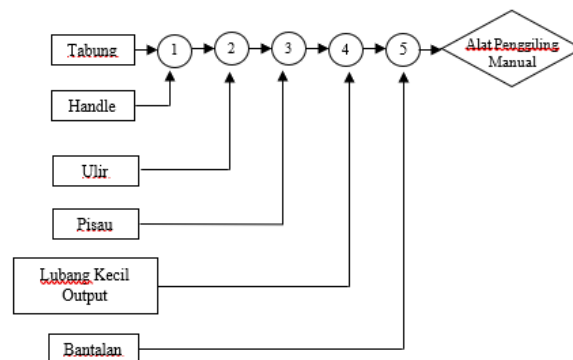 Tabung
1
2
3
4
5
Alat Penggiling
Manual
Handle
Ulir
Pisau
Lubang Kecil
Output
Bantalan